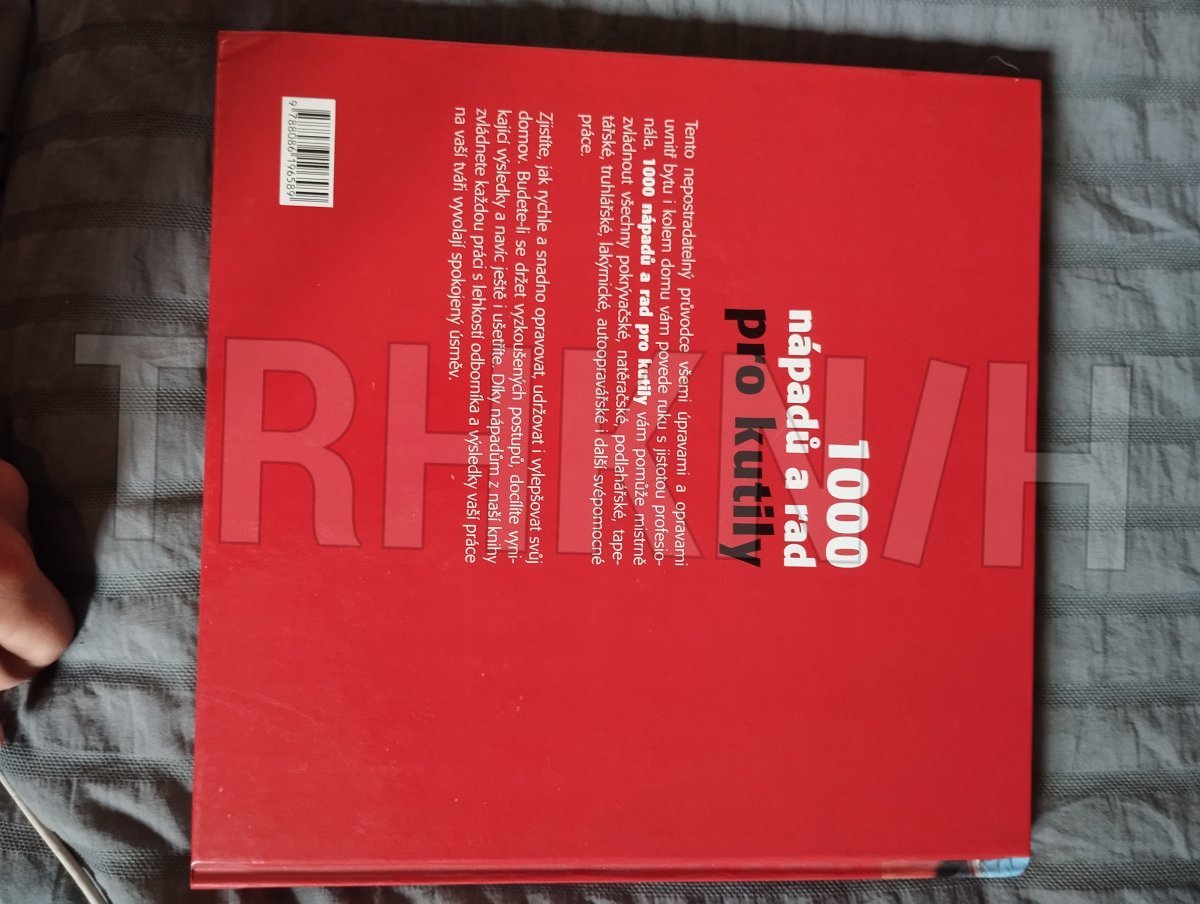 1000
nápadů a rad
pro kutily
Tento nepostradatelný průvodce všemi úpravami a opravami
uvnitř bytu i kolem domu vám povede ruku s jistotou profesio-
nála. 1000 nápadů a rad pro kutily vám pomůže mistrně
zvládnout všechny pokrývačské, natěračské, podlahářské, tape-
tářské, truhlářské, lakýrnické, autoopravářské i další svépomocné
práce.
Zjistíte, jak rychle a snadno opravovat, udržovat i vylepšovat svůj
domov. Budete-li se držet vyzkoušených postupů, docílíte vyni-
kající výsledky a navíc ještě i ušetříte. Díky nápadům z naší knihy
zvládnete každou práci s lehkostí odborníka a výsledky vaší práce
na vaší tváři vyvolají spokojený úsměv.
9 788086 196589
TRHKN/H